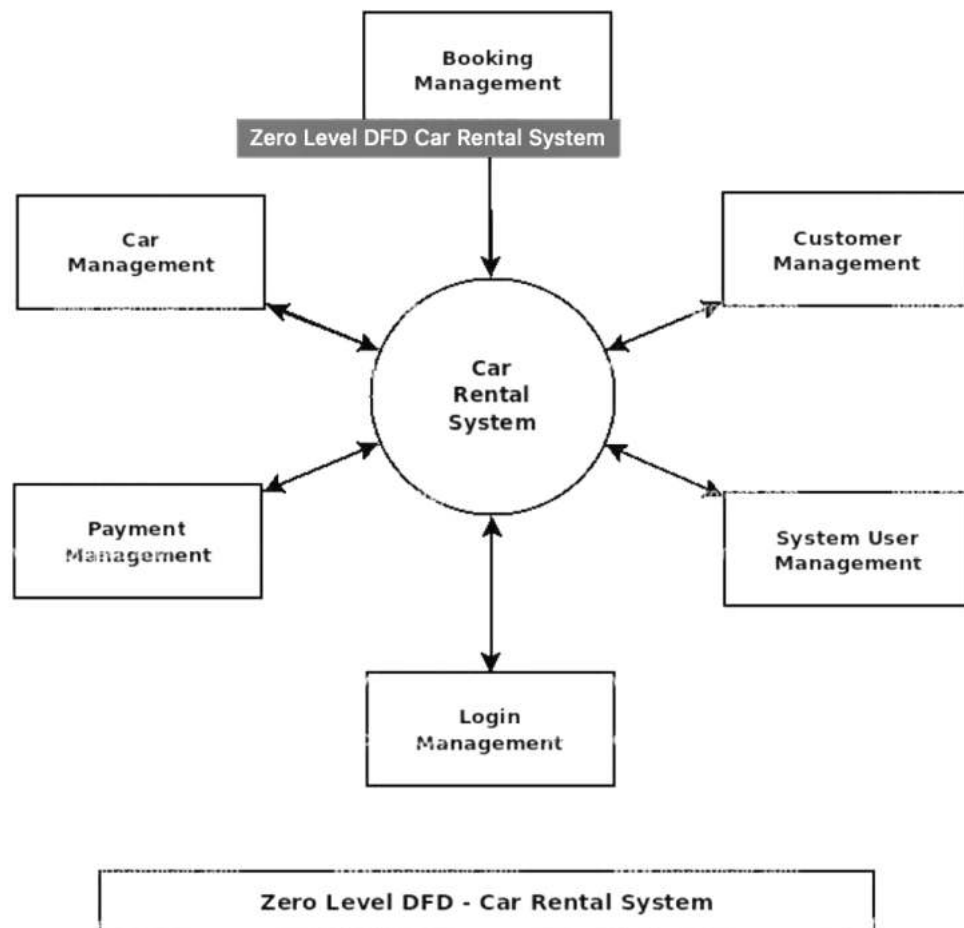 Booking
Management
Zero Level DFD Car Rental System
Car
Management
Customer
Management
Car
Rental
System
Payment
Management
System User
Management
Login
Management
Zero Level DFD - Car Rental System